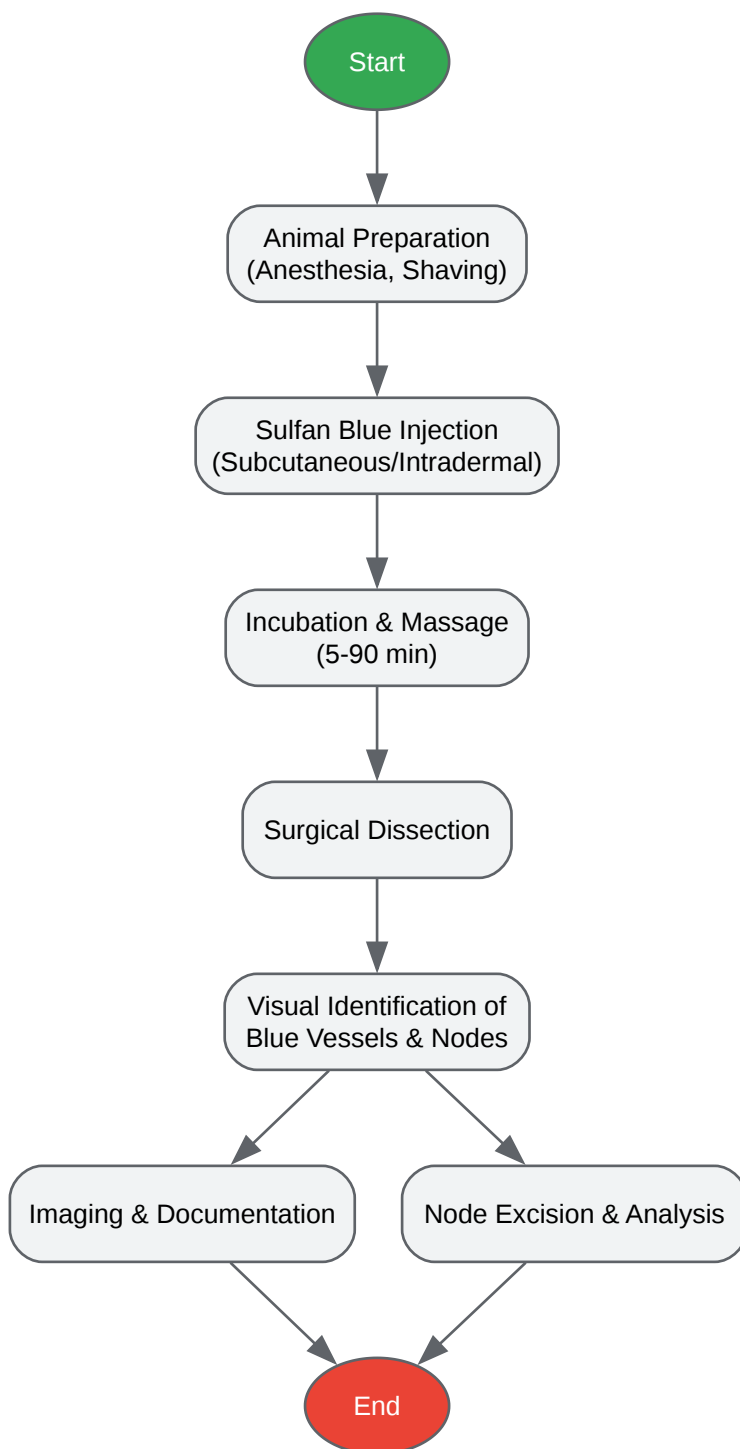 Start
Animal Preparation
(Anesthesia, Shaving)
Sulfan Blue Injection
(Subcutaneous/Intradermal)
Incubation & Massage
(5-90 min)
Surgical Dissection
Visual Identification of
Blue Vessels & Nodes
Imaging & Documentation
Node Excision & Analysis
End